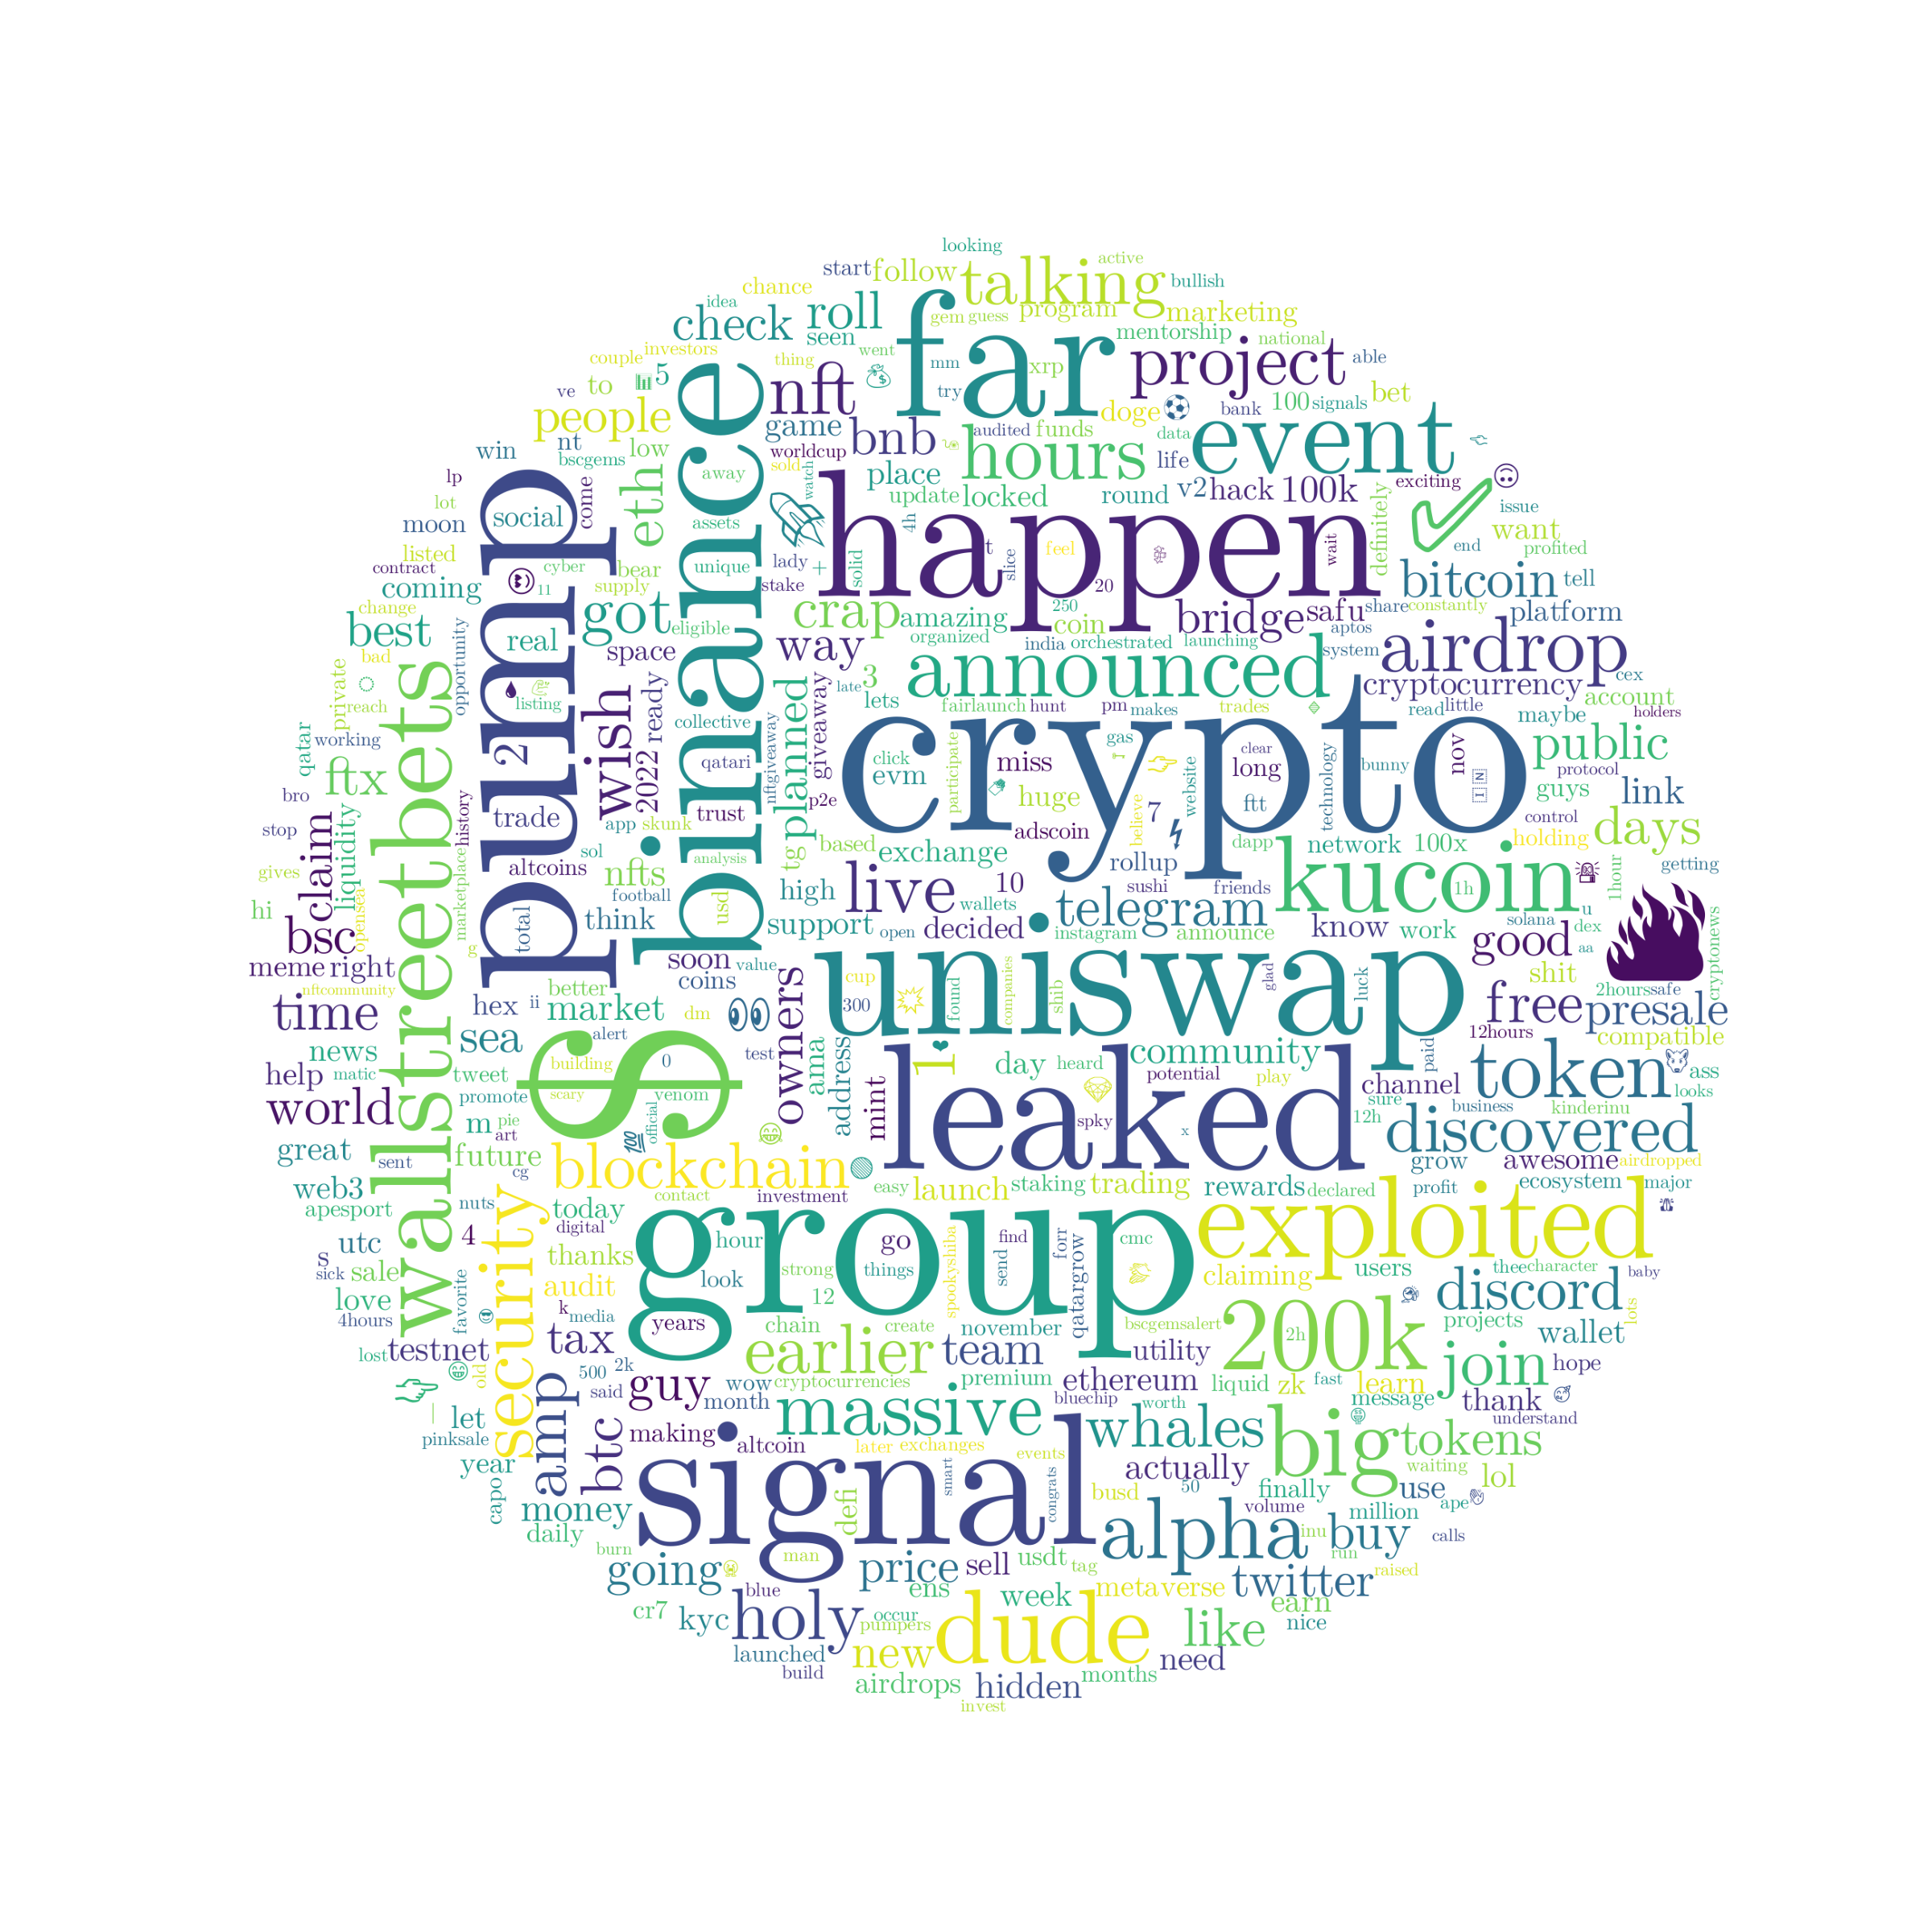 looking
start follow talking active bullish
chance idea
check roll seen far gem guess program marketing
mentorship national
couple investors thing went mm try xrp project able
ve to 5 nft doge bet
people game bnb audited funds hours 100 signals bank event
win nt low bscgems worldcup sold away place data life exciting
lp lot moon social come eth watch update locked round v2 hack 100k definitely issue want
listed contract cyber 11 bear supply assets unique lady stake + solid 4h t slice feel wait 20 end profited
coming change best happen bitcoin tell platform
got real eligible crap amazing 250 coin bridge safu share constantly
bad space way organized india orchestrated launching aptos system airdrop cex
private reach opportunity pump binance wish planned 3 late lets announced cryptocurrency account
qatar working listing collective giveaway fairlaunch hunt pm makes trades read little maybe holders
wallstreetbets 2 ready 2022 qatari nftgiveaway click evm participate gas miss crypto clear long technology bunny nov public protocol
bro ftx stop history trade app skunk trust p2e tg based huge adscoin believe 7 website ftt dapp network 100x guys link control holding days
gives claim liquidity marketplace altcoins sol nfts analysis exchange rollup 1hour getting
hi bsc opensea total football think usd high live 10 sushi friends kucoin 1h solana u dex
support open decided wallets instagram telegram announce know work aa good cryptonews
meme right nftcommunity soon coins value uniswap shit
time hex ii better market dm cup 300 found companies shib glad luck free 2hours safe presale
news sea alert owners test ama address 1 day heard community paid 12hours compatible
help matic tweet building 0 scary leaked potential play channel token ass looks
world promote venom $ mint spky x sure 12h business kinderinu
great m pie art official discovered
sent future blockchain easy launch staking trading rewards declared grow profit awesome airdropped
web3 cg nuts contact investment ecosystem major
apesport security today digital group exploited
s utc 4 thanks hour go find cmc users thee character baby
sick sale audit look strong things spookyshiba send forr qatargrow claiming discord
love favorite k media years 12 200k projects lots
4hours testnet tax chain create november bscgemsalert 2h wallet
lost old 500 2k earlier team utility join hope
guy wow cryptocurrencies premium ethereum liquid zk fast learn
let amp said month massive bluechip worth whales message thank understand
pinksale btc making altcoin later exchanges events big tokens
year capo signal smart congrats actually finally waiting lol
money defi busd 50 volume million use ape
daily burn alpha inu buy calls
going man price sell usdt tag run raised
blue ens week metaverse twitter
cr7 kyc holy occur pumpers dude like earn nice
launched new need
build airdrops hidden months
invest